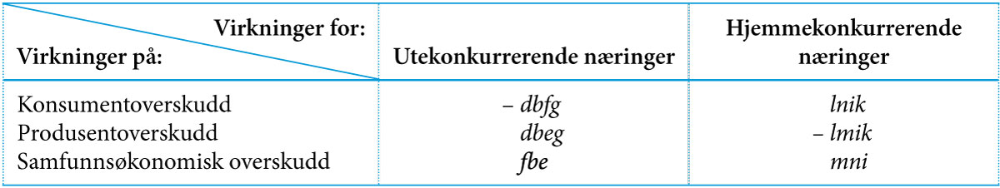 Virkninger for:
Virkninger på:
Utekonkurrerende næringer
Hjemmekonkurrerende
næringer
Konsumentoverskudd – dbfg lnik
Produsentoverskudd dbeg – lmik
Samfunnsøkonomisk overskudd fbe mni